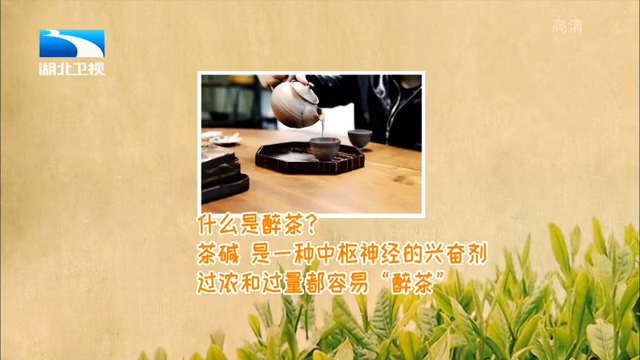 湖北卫视
高清
什么是醉茶?
茶碱 是一种中枢神经的兴奋剂
过浓和过量都容易“醉茶”